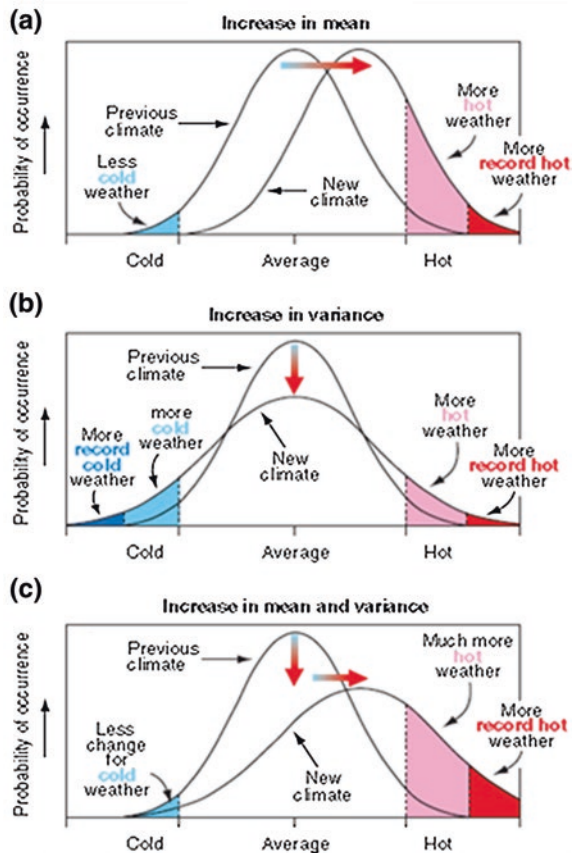 (a)
Increase in mean
Probability of occurrence
Previous
climate
Less
cold
weather
New
climate
More
hot
weather
More
record hot
weather
Cold
Average
Hot
(b)
Increase in variance
Probability of occurrence
Previous
climate
More
record
cold
weather
more
cold
weather
New
climate
More
hot
weather
More
record hot
weather
Cold
Average
Hot
(c)
Increase in mean and variance
Probability of occurrence
Previous
climate
Less
change
for
cold
weather
New
climate
Much more
hot
weather
More
record hot
weather
Cold
Average
Hot